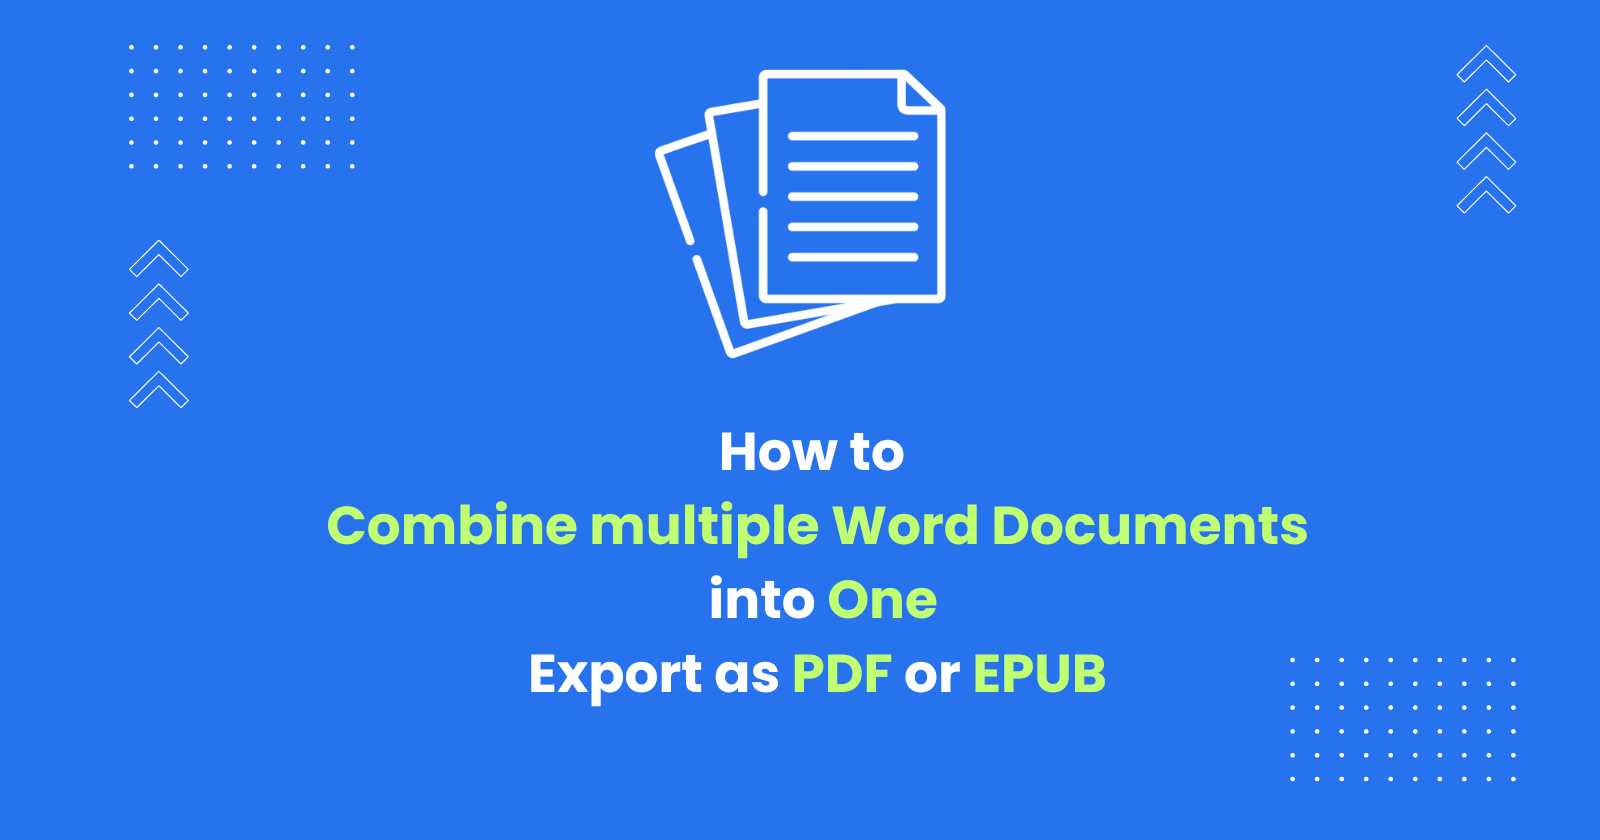 How to
Combine multiple Word Documents
into One
Export as PDF or EPUB